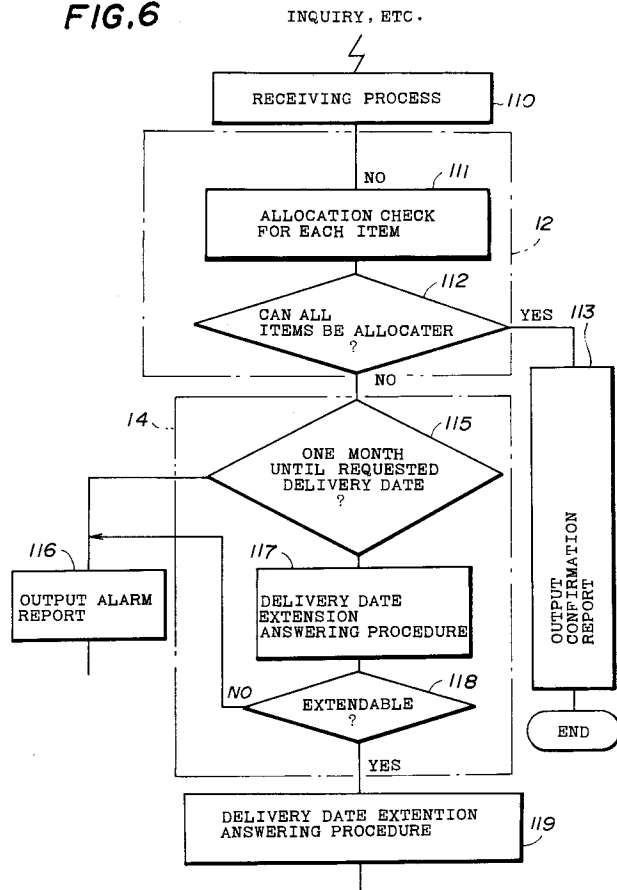 FIG.6
INQUIRY, ETC.
RECEIVING PROCESS
110
NO
111
ALLOCATION CHECK
FOR EACH ITEM
12
112
CAN ALL
ITEMS BE ALLOCATER
?
YES
113
NO
14
115
ONE MONTH
UNTIL REQUESTED
DELIVERY DATE
?
116
OUTPUT ALARM
REPORT
117
DELIVERY DATE
EXTENSION
ANSWERING PROCEDURE
OUTPUT
CONFIRMATION
REPORT
118
NO
EXTENDABLE
?
END
YES
DELIVERY DATE EXTENTION
ANSWERING PROCEDURE
119